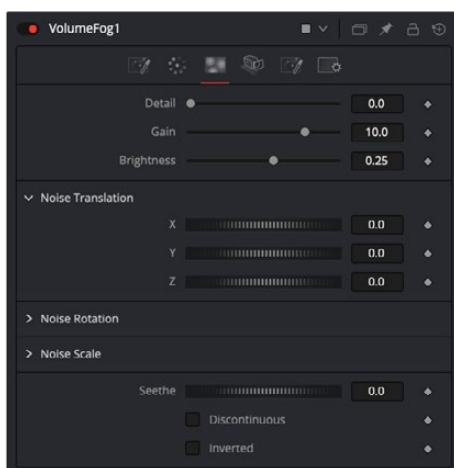 VolumeFog1
Detail 0.0
Gain 10.0
Brightness 0.25
Noise Translation
X 0.0
Y 0.0
Z 0.0
Noise Rotation
Noise Scale
Seethe 0.0
Discontinuous
Inverted